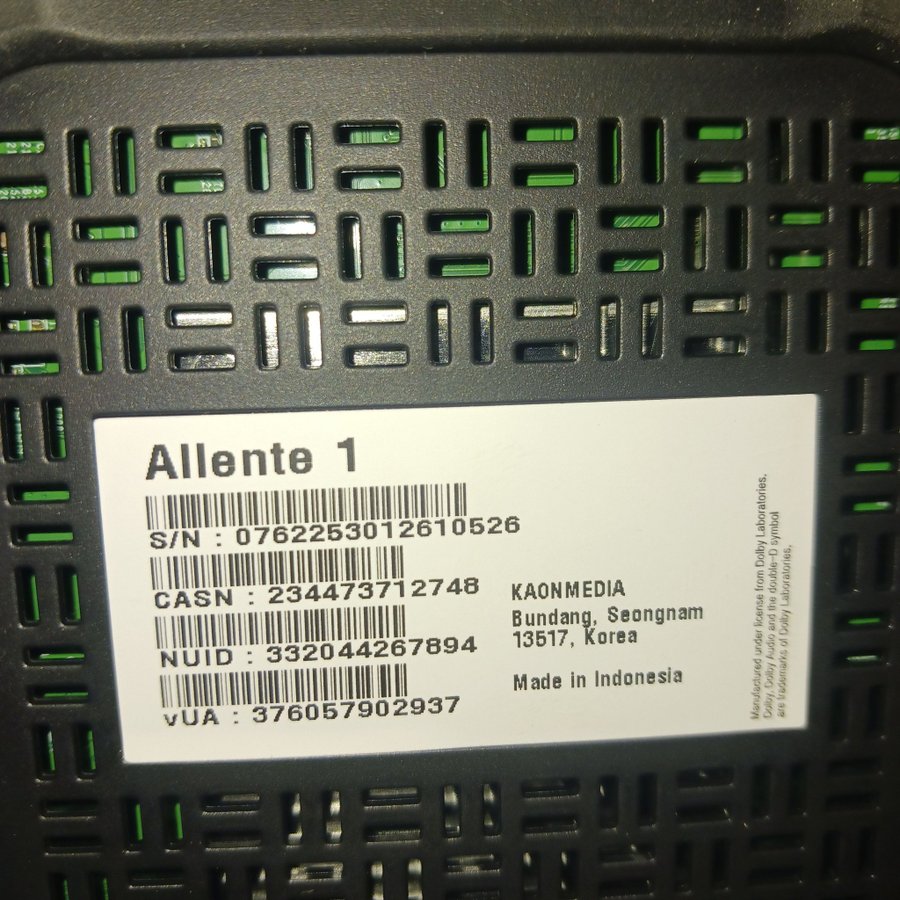 Allente 1
S/N : 0762253012610526
CASN : 234473712748
NUID : 332044267894
vUA : 376057902937
KAONMEDIA
Bundang, Seongnam
13517, Korea
Made in Indonesia
Manufactured under license from Dolby Laboratories.
Dolby, Dolby Audio and the double-D symbol
are trademarks of Dolby Laboratories.